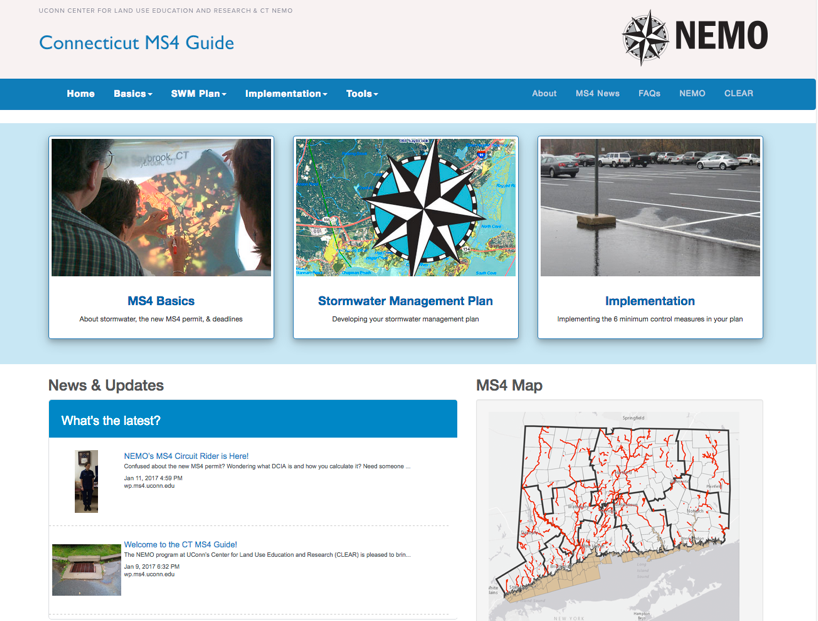 UCONN CENTER FOR LAND USE EDUCATION AND RESEARCH & CT NEMO
Connecticut MS4 Guide
NEMO
Home Basics SWM Plan Implementation Tools About MS4 News FAQs NEMO CLEAR
MS4 Basics
About stormwater, the new MS4 permit, & deadlines
Stormwater Management Plan
Developing your stormwater management plan
Implementation
Implementing the 6 minimum control measures in your plan
News & Updates
What's the latest?
NEMO's MS4 Circuit Rider is Here!
Confused about the new MS4 permit? Wondering what DCIA is and how you calculate it? Need someone ...
Jan 11, 2017 4:59 PM
wp.ms4.uconn.edu
Welcome to the CT MS4 Guide!
The NEMO program at UConn's Center for Land Use Education and Research (CLEAR) is pleased to brin...
Jan 9, 2017 6:32 PM
wp.ms4.uconn.edu
MS4 Map
Springfield
NEW YORK